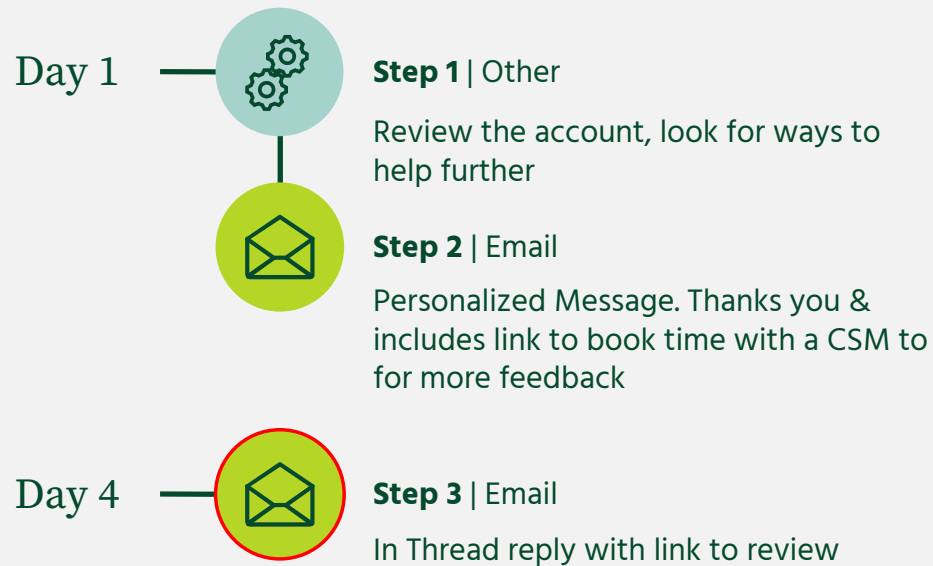 Day 1
Step 1 | Other
Review the account, look for ways to
help further
Step 2 | Email
Personalized Message. Thanks you &
includes link to book time with a CSM to
for more feedback
Day 4
Step 3 | Email
In Thread reply with link to review